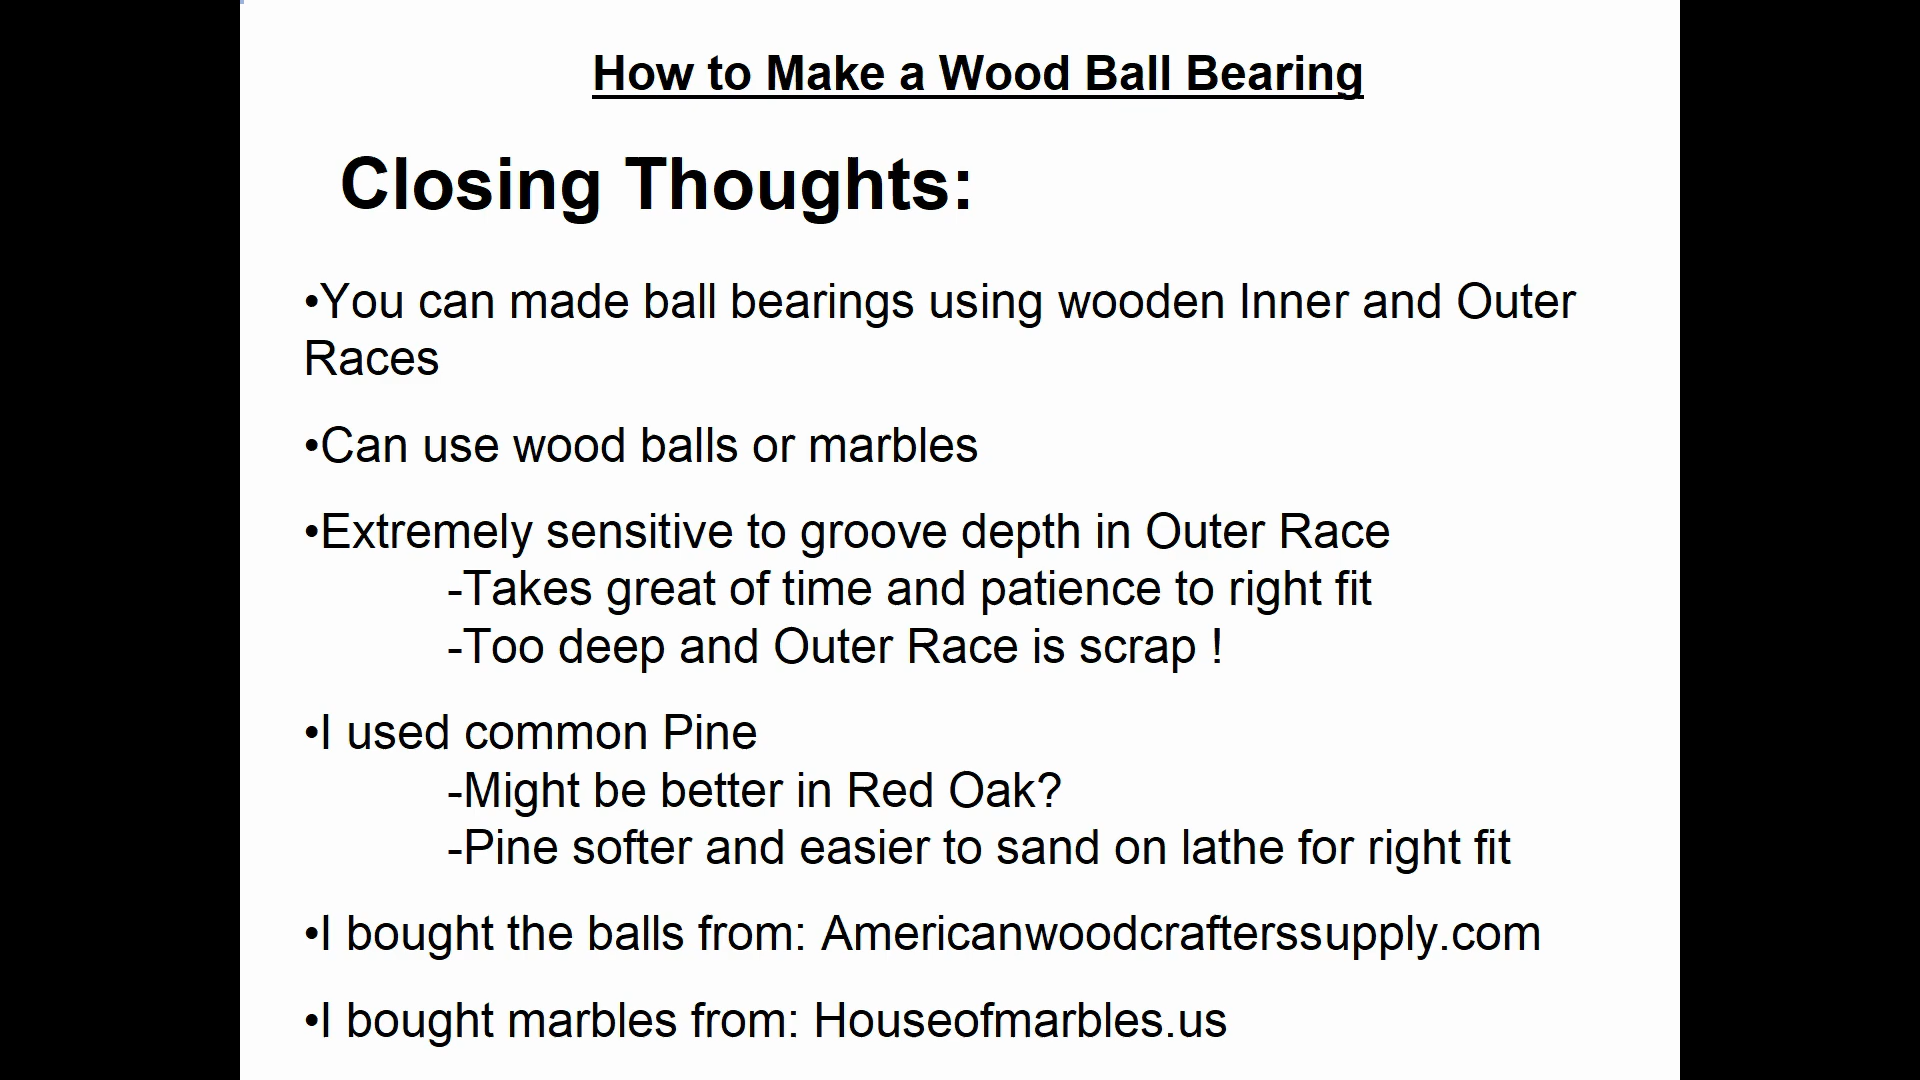 How to Make a Wood Ball Bearing
Closing Thoughts:
•You can made ball bearings using wooden Inner and Outer
Races
•Can use wood balls or marbles
•Extremely sensitive to groove depth in Outer Race
-Takes great of time and patience to right fit
-Too deep and Outer Race is scrap !
•I used common Pine
-Might be better in Red Oak?
-Pine softer and easier to sand on lathe for right fit
•I bought the balls from: Americanwoodcrafterssupply.com
•I bought marbles from: Houseofmarbles.us